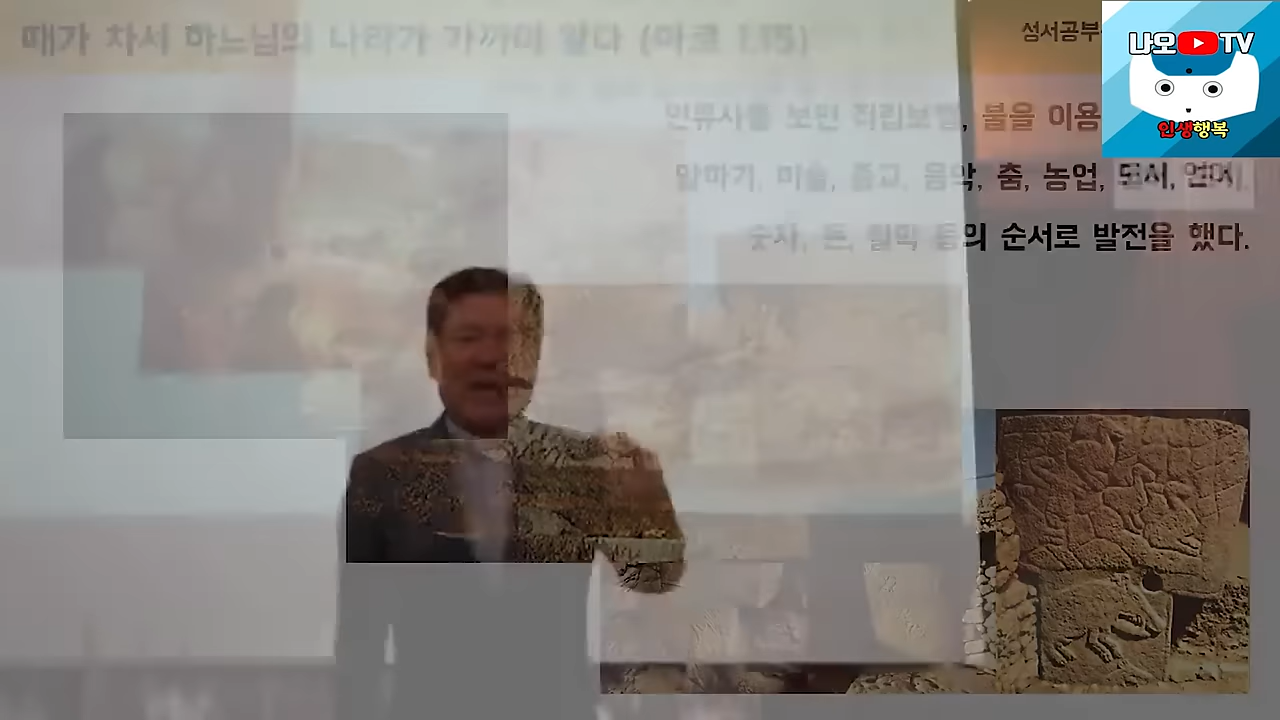 때가 차서 하느님의 나라가 가까이 왔다 (마르코 1:15)
성서공부
나오 TV
인생행복
인류사를 보면 직립보행, 불을 이용
말하기, 미술, 종교, 음악, 춤, 농업, 도시, 언어,
숫자, 돈, 철학 등의 순서로 발전을 했다.